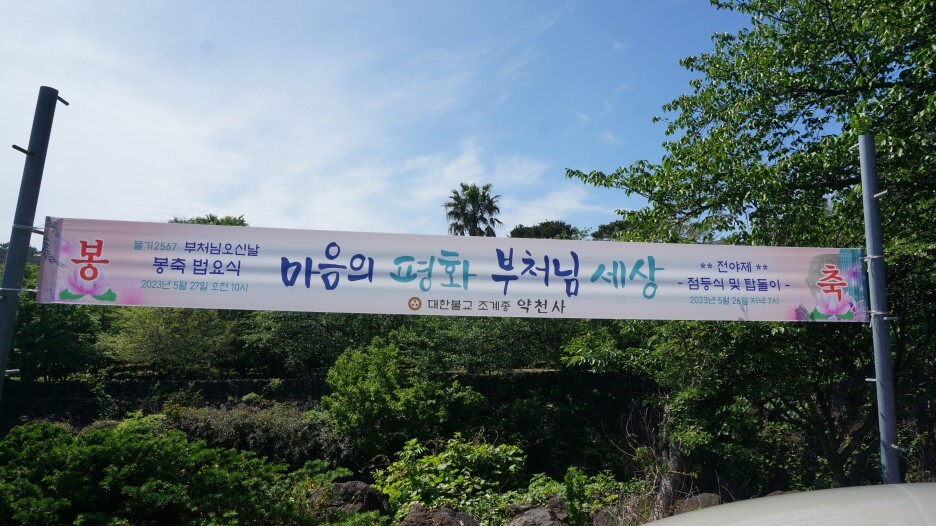 봉
불기2567 부처님오신날
봉축 법요식
2023년 5월 27일 오전 10시
마음의 평화 부처님 세상
대한불교 조계종 약천사
** 전야제 **
- 점등식 및 탑돌이 -
2023년 5월 26일 저녁 7시
축